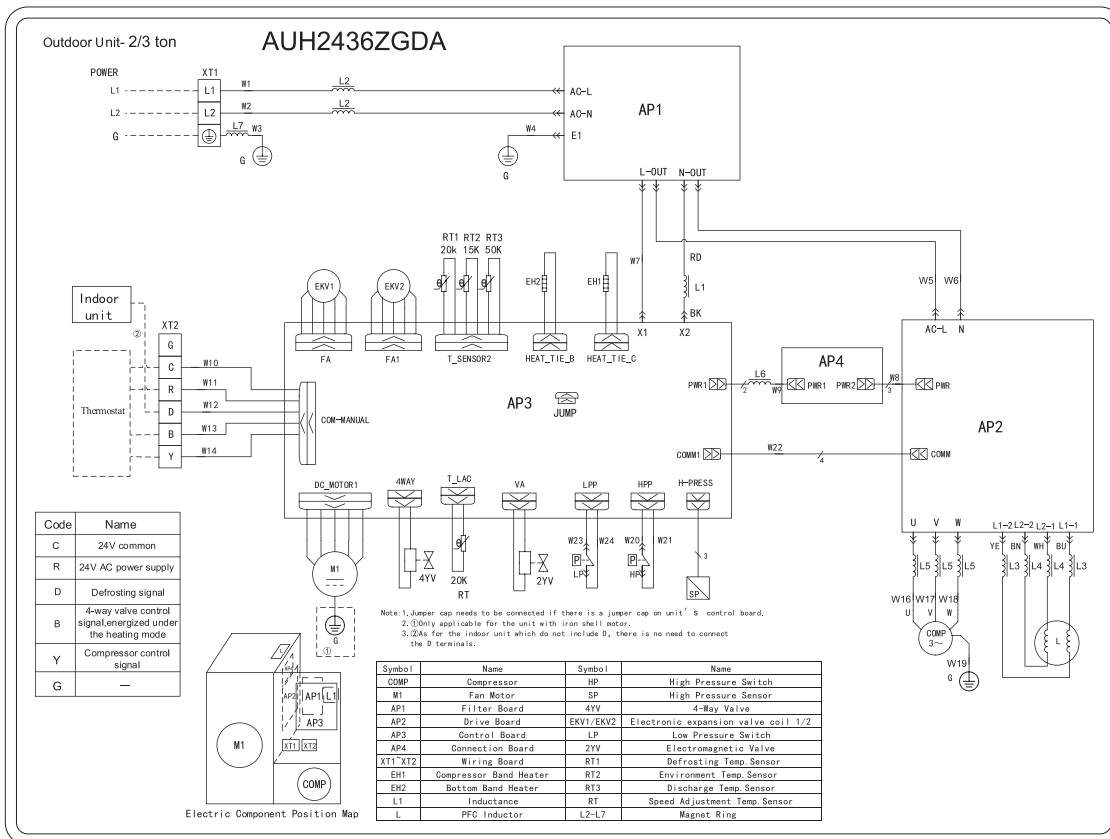 Outdoor Unit- 2/3 ton
AUH2436ZGDA
POWER
XT1
L1
L1
W1
L2
AC-L
L2
L2
W2
L2
AC-N
G
L7
W3
G
W4
E1
G
AP1
L-OUT N-OUT
W7
RD
L1
BK
W5 W6
RT1 RT2 RT3
20k 15K 50K
θ θ θ
EKV1
EKV2
EH2
EH1
X1
X2
FA
FA1
T_SENSOR2
HEAT_TIE_B
HEAT_TIE_C
AC-L N
Indoor
unit
②
XT2
G
C
R
D
B
Y
Thermostat
W10
W11
W12
W13
W14
COM-MANUAL
AP3
JUMP
PWR1
2
L6
W9
PWR1
AP4
PWR2
W8
3
PWR
AP2
COMM1
W22
4
COMM
DC_MOTOR1
4WAY
T_LAC
VA
LPP
HPP
H-PRESS
M1
G
①
4YV
θ
20K
RT
2YV
W23
W24
P
LP
W20
W21
P
HP
3
SP
U V W
L1-2 L2-2 L2-1 L1-1
YE BN WH BU
L5 L5 L5
L3 L4 L4 L3
W16 W17 W18
U V W
COMP
3~
W19
G
L
Note:1. Jumper cap needs to be connected if there is a jumper cap on unit's control board.
2. ①Only applicable for the unit with iron shell motor.
3. ②As for the indoor unit which do not include D, there is no need to connect
the D terminals.
Code Name
C 24V common
R 24V AC power supply
D Defrosting signal
B 4-way valve control
signal,energized under
the heating mode
Y Compressor control
signal
G —
L
AP4
AP2
AP1
L1
AP3
M1
XT1 XT2
COMP
Electric Component Position Map
Symbol Name Symbol Name
COMP Compressor HP High Pressure Switch
M1 Fan Motor SP High Pressure Sensor
AP1 Filter Board 4YV 4-Way Valve
AP2 Drive Board EKV1/EKV2 Electronic expansion valve coil 1/2
AP3 Control Board LP Low Pressure Switch
AP4 Connection Board 2YV Electromagnetic Valve
XT1~XT2 Wiring Board RT1 Defrosting Temp. Sensor
EH1 Compressor Band Heater RT2 Environment Temp. Sensor
EH2 Bottom Band Heater RT3 Discharge Temp. Sensor
L1 Inductance RT Speed Adjustment Temp. Sensor
L PFC Inductor L2-L7 Magnet Ring